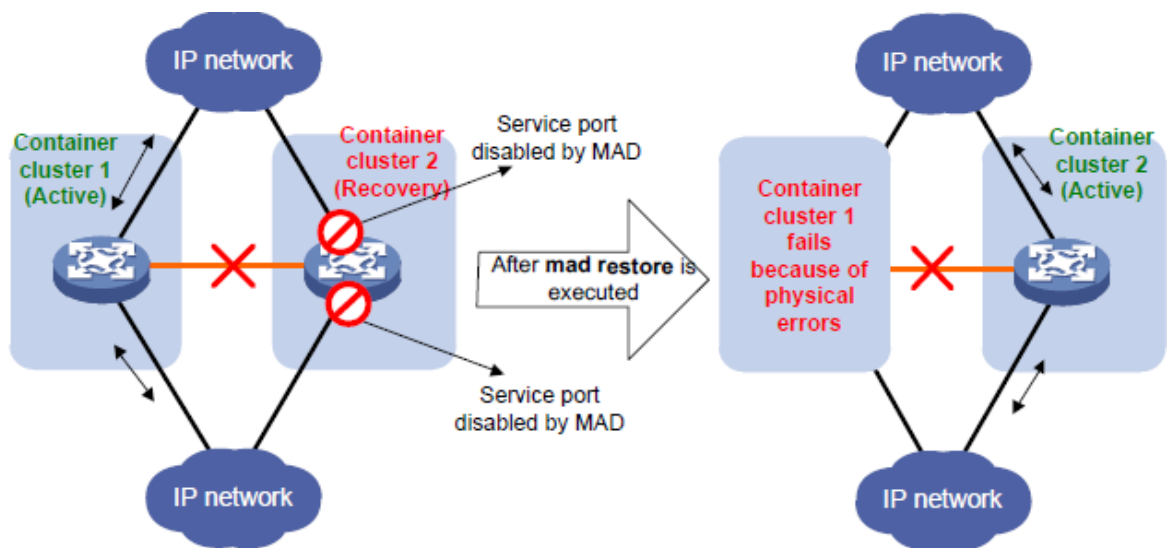 IP network
Container
cluster 1
(Active)
Container
cluster 2
(Recovery)
Service port
disabled by MAD
Service port
disabled by MAD
IP network
After mad restore is
executed
IP network
Container
cluster 1
fails
because of
physical
errors
Container
cluster 2
(Active)
IP network